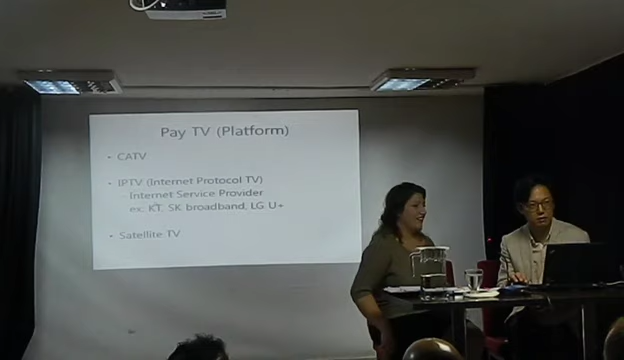 Pay TV (Platform)
• CATV
• IPTV (Internet Protocol TV)
- Internet Service Provider
ex: KT, SK broadband, LG U+
• Satellite TV